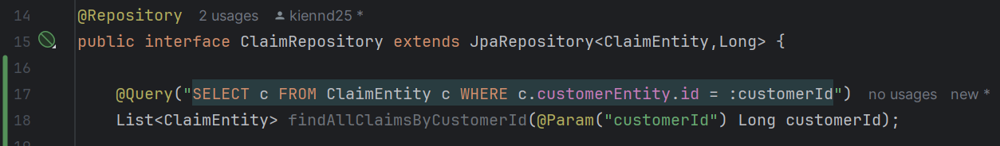 14 @Repository 2 usages kiennd25 *
15 public interface ClaimRepository extends JpaRepository<ClaimEntity,Long> {
16
17 @Query("SELECT c FROM ClaimEntity c WHERE c.customerEntity.id = :customerId") no usages new *
18 List<ClaimEntity> findAllClaimsByCustomerId(@Param("customerId") Long customerId);
19